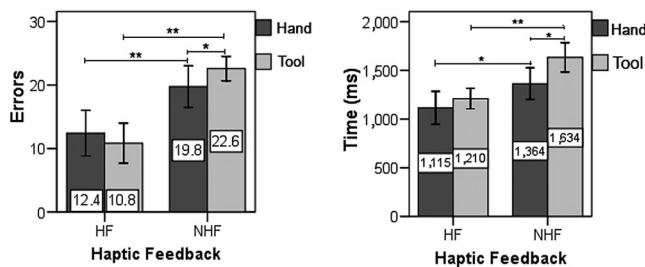 Errors
30
20
10
0
**
**
*
Hand
Tool
12.4
10.8
19.8
22.6
HF
NHF
Haptic Feedback
Time (ms)
2,000
1,500
1,000
500
0
**
*
*
Hand
Tool
1,115
1,210
1,364
1,634
HF
NHF
Haptic Feedback